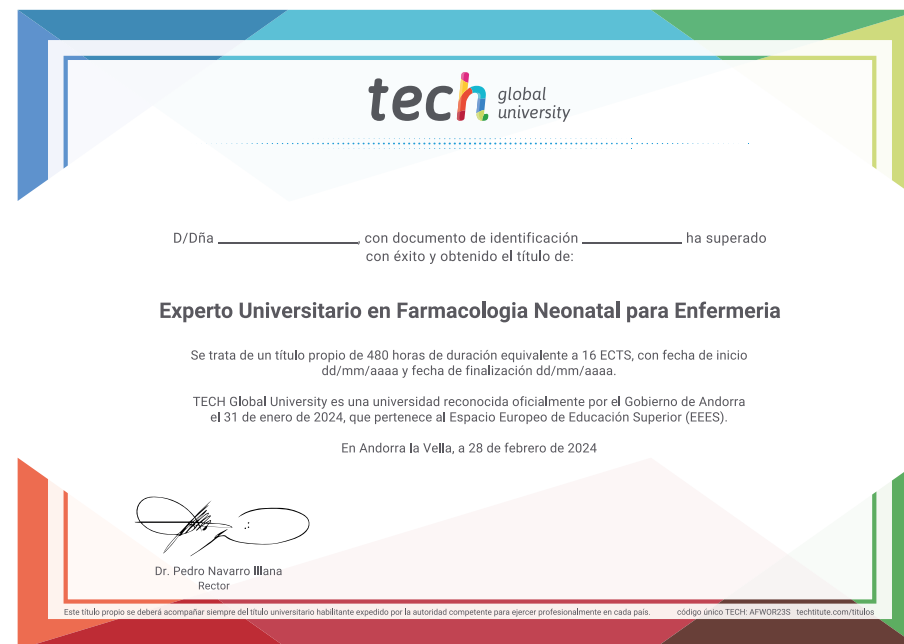 tech global university
D/Dña ____________________, con documento de identificación ______________ ha superado
con éxito y obtenido el título de:
Experto Universitario en Farmacologia Neonatal para Enfermeria
Se trata de un título propio de 480 horas de duración equivalente a 16 ECTS, con fecha de inicio
dd/mm/aaaa y fecha de finalización dd/mm/aaaa.
TECH Global University es una universidad reconocida oficialmente por el Gobierno de Andorra
el 31 de enero de 2024, que pertenece al Espacio Europeo de Educación Superior (EEES).
En Andorra la Vella, a 28 de febrero de 2024
Dr. Pedro Navarro Illana
Rector
Este título propio se deberá acompañar siempre del título universitario habilitante expedido por la autoridad competente para ejercer profesionalmente en cada país. código único TECH: AFWOR23S techtitute.com/titulos